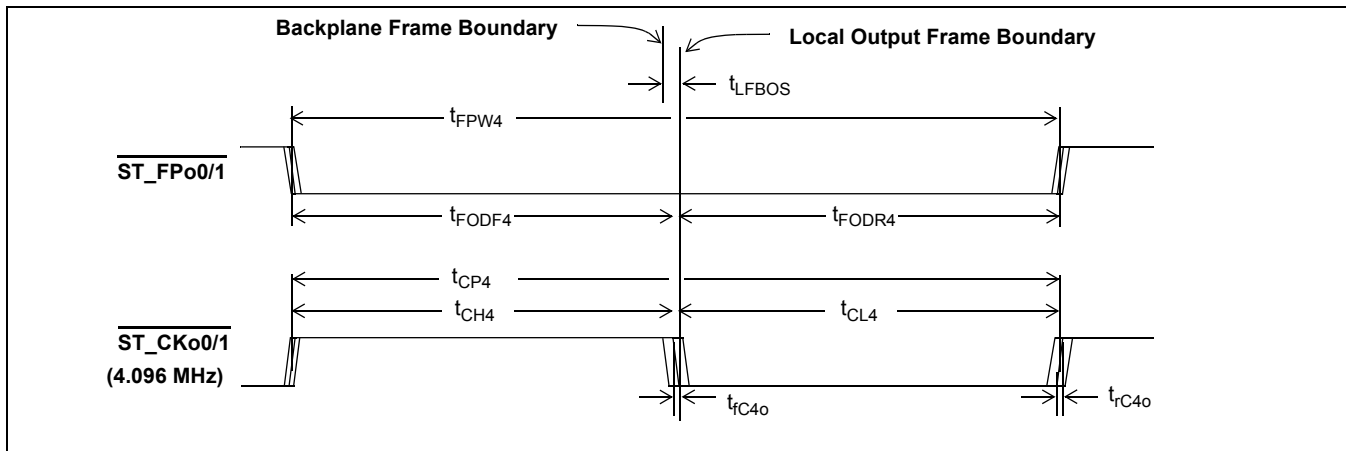 Backplane Frame Boundary
Local Output Frame Boundary
tLFBOS
tFPW4
ST_FPo0/1
tFODF4
tFODR4
tCP4
tCH4
tCL4
ST_CKo0/1
(4.096 MHz)
tfC4o
trC4o